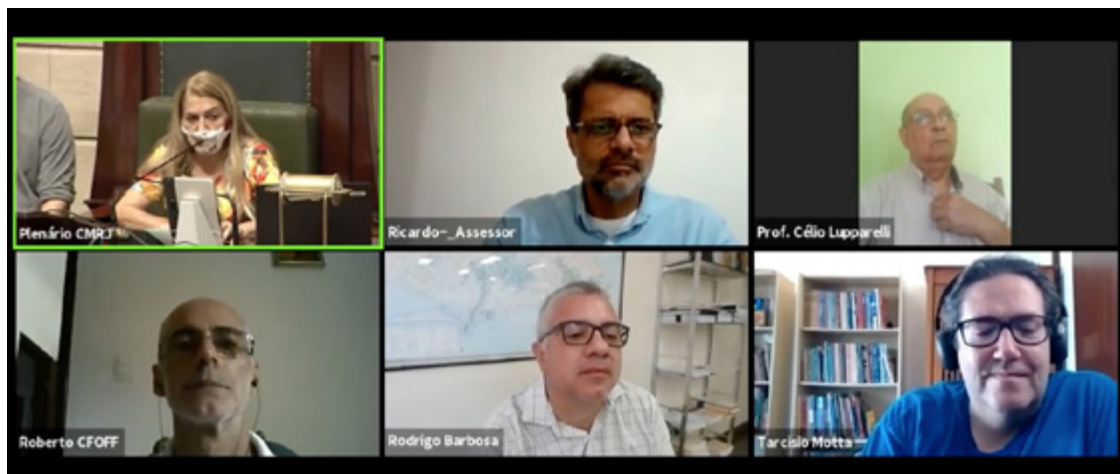 Plenário CMRJ
Ricardo-_Assessor
Prof. Célio Lupparelli
Roberto CFOFF
Rodrigo Barbosa
Tarcísio Motta